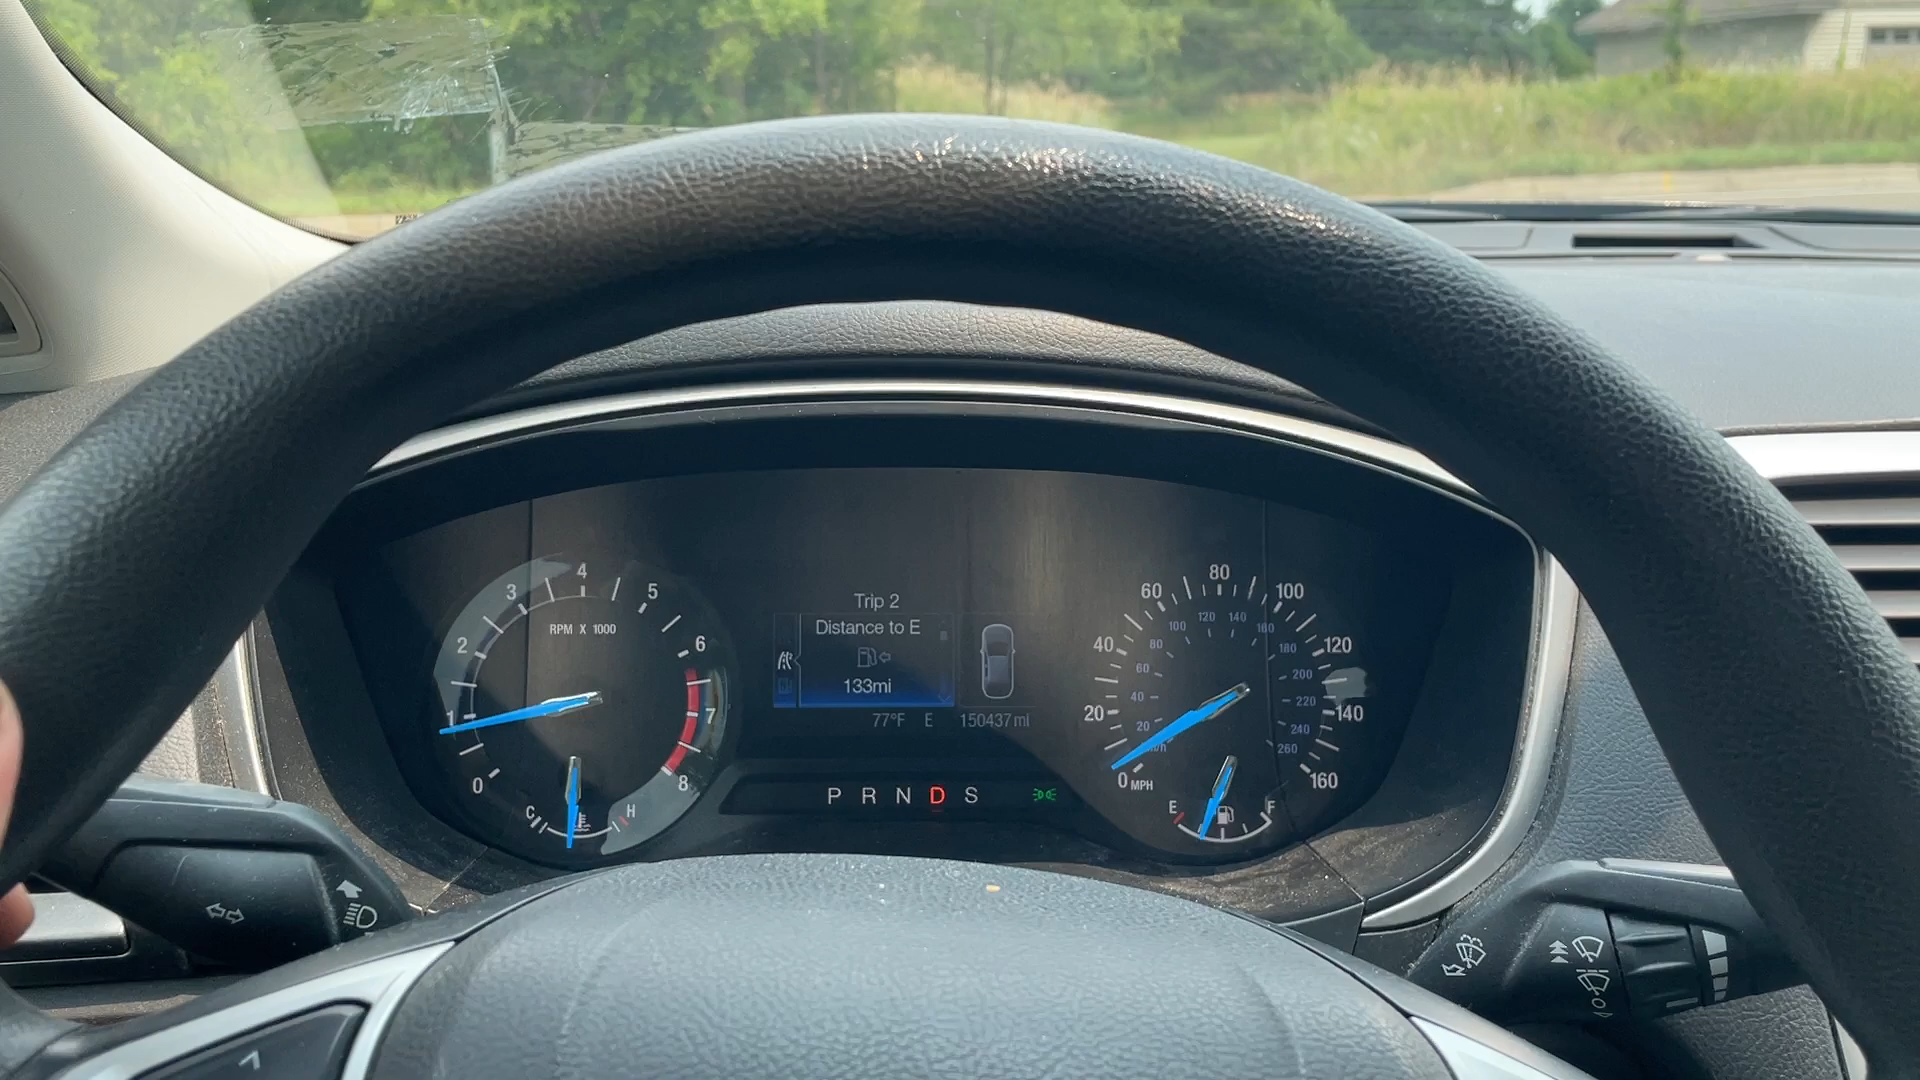 Trip 2
Distance to E
133mi
77°F E 150437mi
P R N D S
0 1 2 3 4 5 6 7 8
RPM X 1000
C H
0 20 40 60 80 100 120 140 160
MPH
20 40 60 80 100 120 140 160 180 200 220 240 260
E F